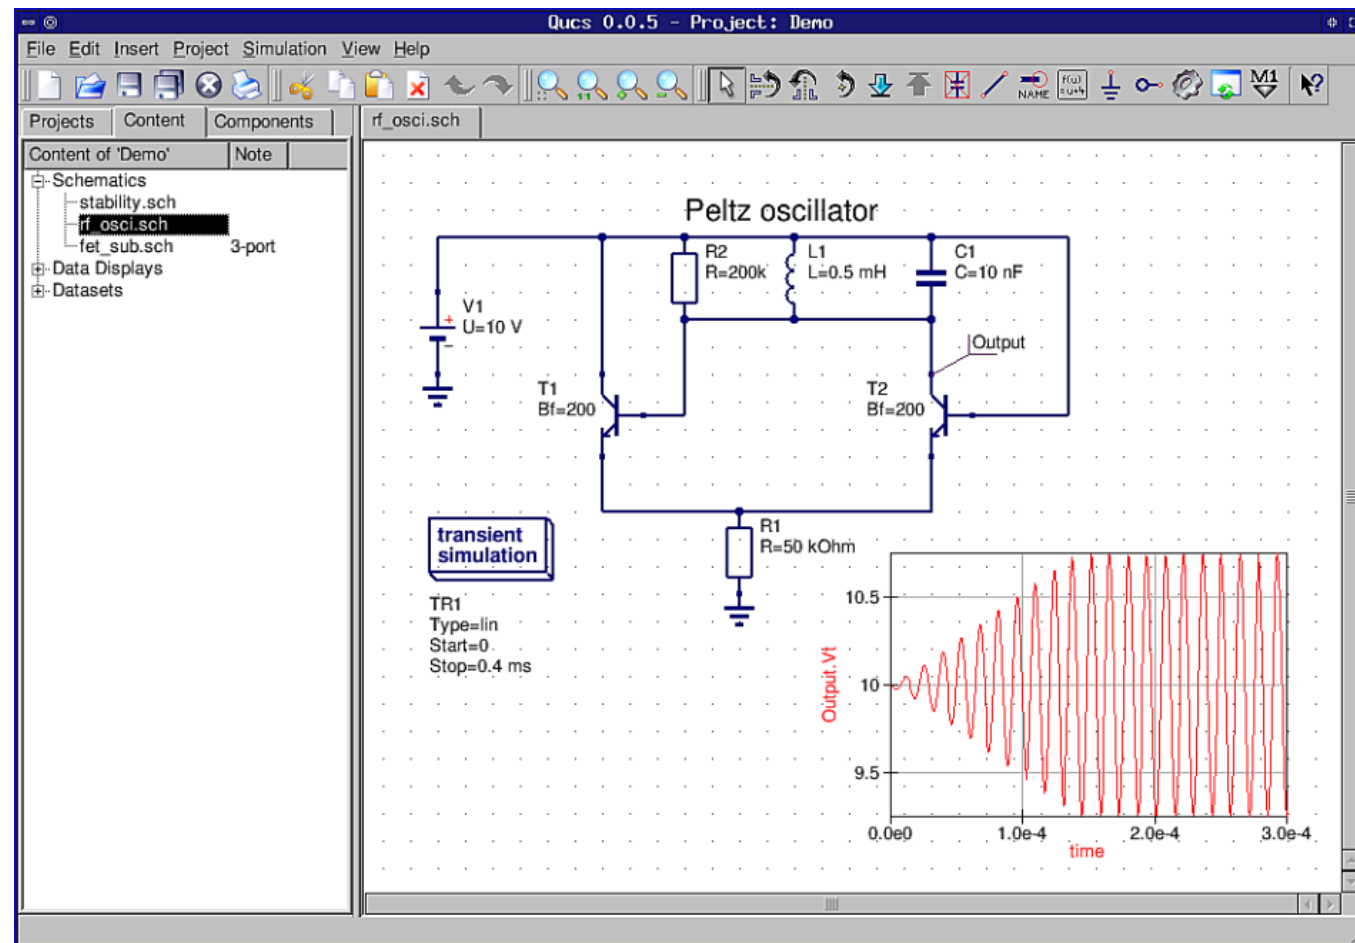 Qucs 0.0.5 - Project: Demo
File Edit Insert Project Simulation View Help
NAME
f(ω)
=ω+4
M1
Projects Content Components
rf_osci.sch
Content of 'Demo' Note
Schematics
stability.sch
rf_osci.sch
fet_sub.sch 3-port
Data Displays
Datasets
Peltz oscillator
R2
R=200k
L1
L=0.5 mH
C1
C=10 nF
V1
U=10 V
+
–
Output
T1
Bf=200
T2
Bf=200
R1
R=50 kOhm
transient
simulation
TR1
Type=lin
Start=0
Stop=0.4 ms
Output.Vt
10.5
10
9.5
0.0e0 1.0e-4 2.0e-4 3.0e-4
time